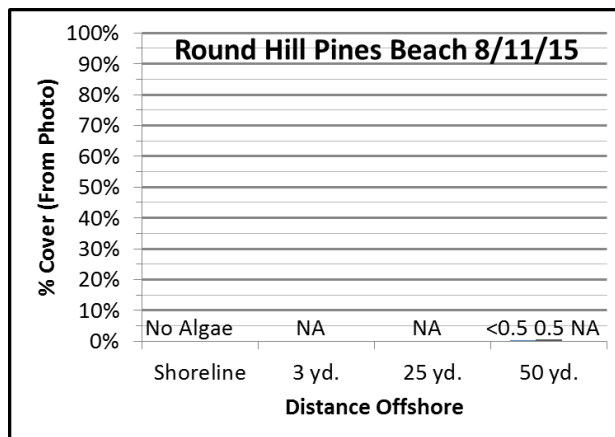 Round Hill Pines Beach 8/11/15
% Cover (From Photo)
100%
90%
80%
70%
60%
50%
40%
30%
20%
10%
0%
No Algae NA NA <0.5 0.5 NA
Shoreline 3 yd. 25 yd. 50 yd.
Distance Offshore